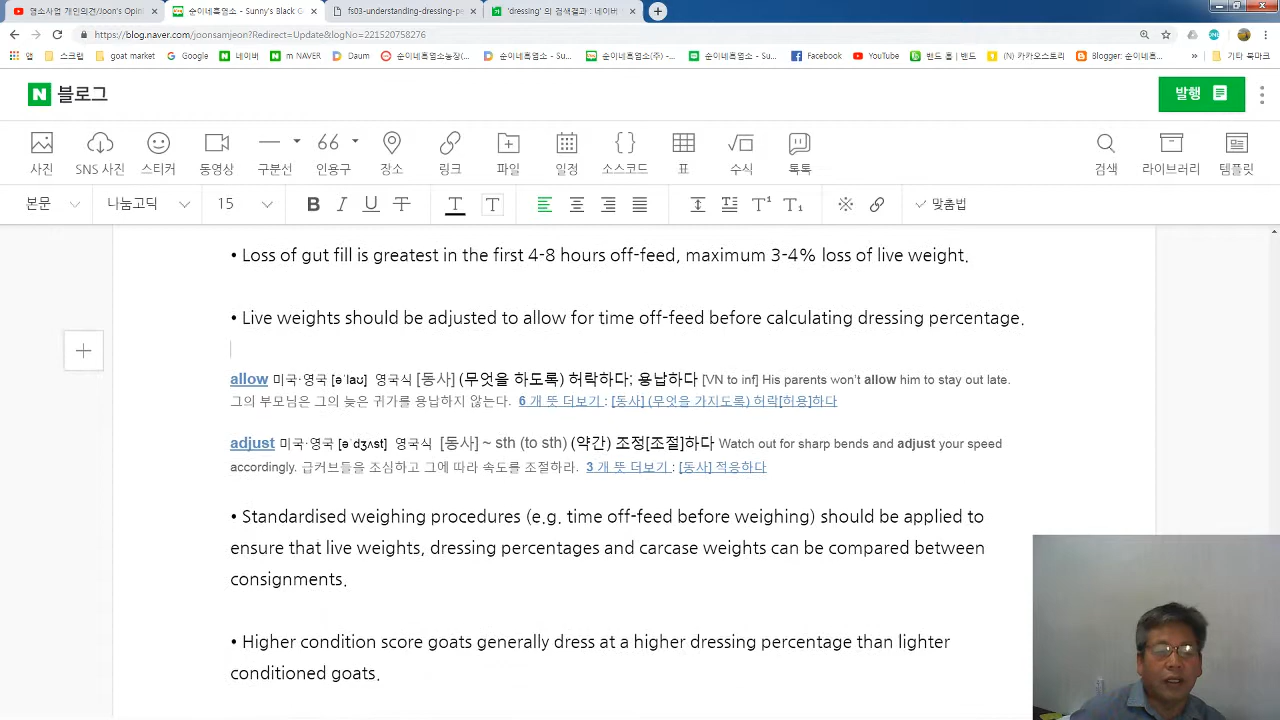 염소사업 개인의견/Joon's Opini
순이네흑염소 - Sunny's Black G
fs03-understanding-dressing-pe
'dressing' 의 검색결과 : 네이버
https://blog.naver.com/joonsamjeon?Redirect=Update&logNo=221520758276
앱
스크랩
goat market
Google
네이버
m NAVER
Daum
순이네흑염소농장(...
순이네흑염소 - Su...
순이네흑염소(주) -...
순이네흑염소 - Su...
Facebook
YouTube
밴드 홈 | 밴드
(N) 카카오스토리
Blogger: 순이네흑...
»
기타 북마크
N 블로그
발행
사진
SNS 사진
스티커
동영상
구분선
인용구
장소
링크
파일
일정
소스코드
표
수식
톡톡
검색
라이브러리
템플릿
본문
나눔고딕
15
B I U T
T T
T¹ T₁
맞춤법
• Loss of gut fill is greatest in the first 4-8 hours off-feed, maximum 3-4% loss of live weight.
• Live weights should be adjusted to allow for time off-feed before calculating dressing percentage.
allow 미국·영국 [əˈlaʊ] 영국식 [동사] (무엇을 하도록) 허락하다; 용납하다 [VN to inf] His parents won't allow him to stay out late.
그의 부모님은 그의 늦은 귀가를 용납하지 않는다. 6 개 뜻 더보기 : [동사] (무엇을 가지도록) 허락[허용]하다
adjust 미국·영국 [əˈdʒʌst] 영국식 [동사] ~ sth (to sth) (약간) 조정[조절]하다 Watch out for sharp bends and adjust your speed
accordingly. 급커브들을 조심하고 그에 따라 속도를 조절하라. 3 개 뜻 더보기 : [동사] 적응하다
• Standardised weighing procedures (e.g. time off-feed before weighing) should be applied to
ensure that live weights, dressing percentages and carcase weights can be compared between
consignments.
• Higher condition score goats generally dress at a higher dressing percentage than lighter
conditioned goats.